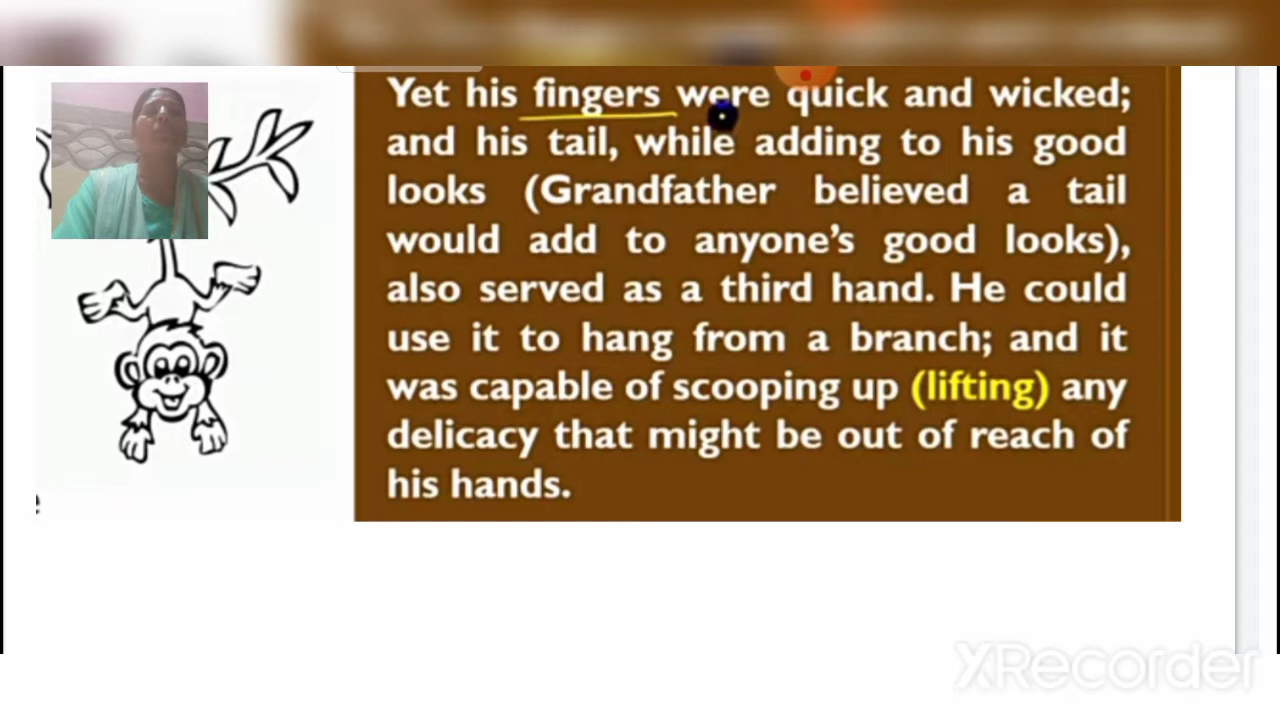 Yet his fingers were quick and wicked;
and his tail, while adding to his good
looks (Grandfather believed a tail
would add to anyone's good looks),
also served as a third hand. He could
use it to hang from a branch; and it
was capable of scooping up (lifting) any
delicacy that might be out of reach of
his hands.
XRecorder